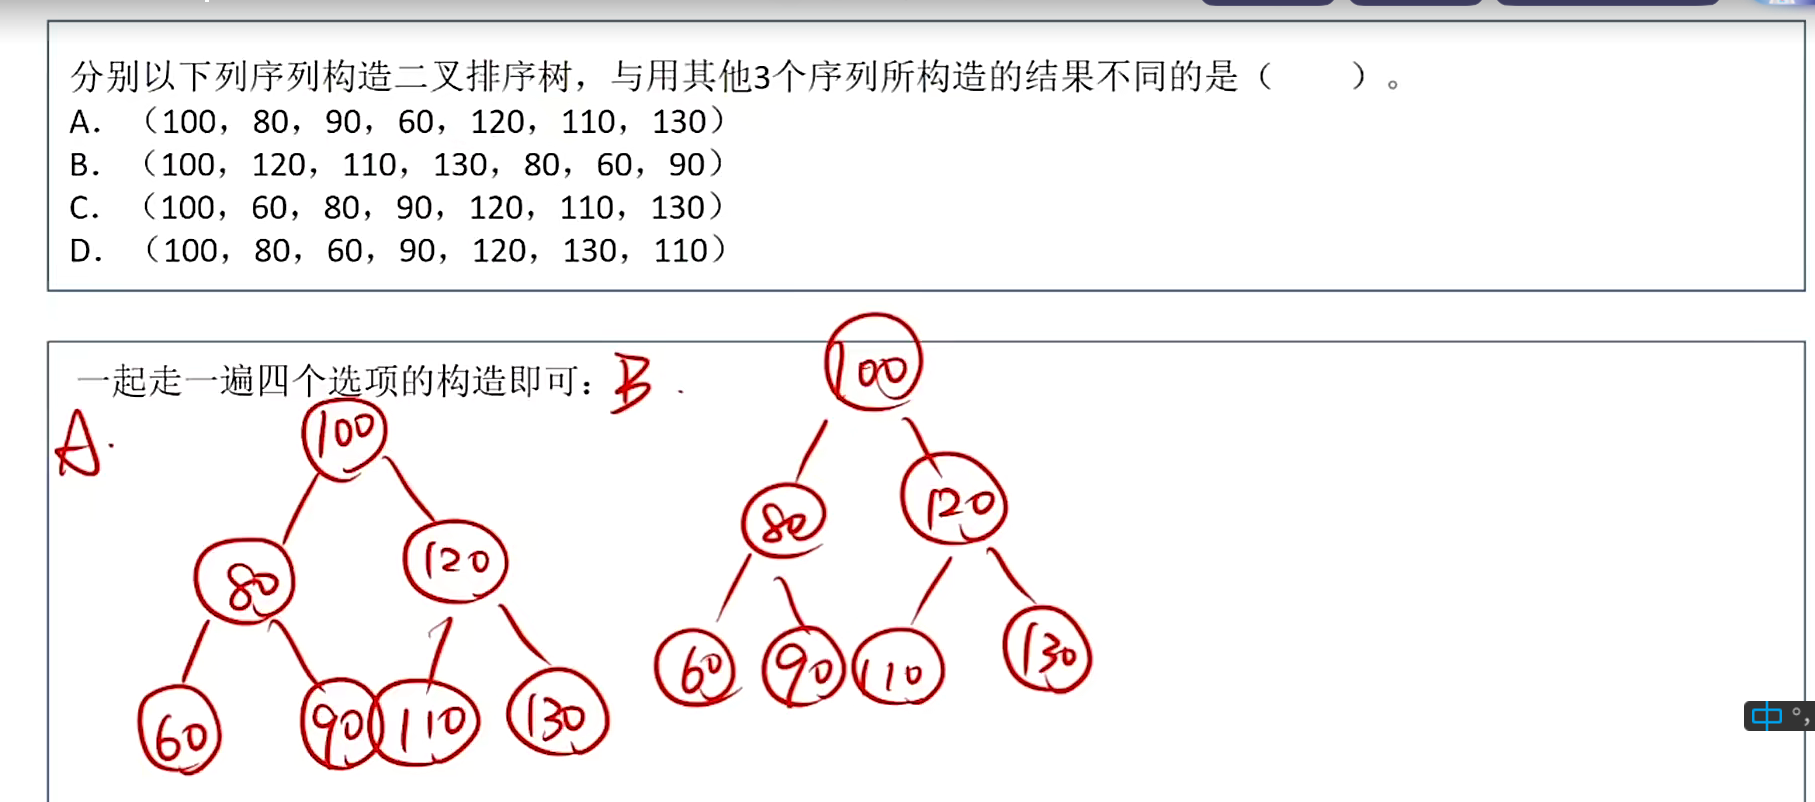 分别以下列序列构造二叉排序树，与用其他3个序列所构造的结果不同的是（　　）。
A. （100，80，90，60，120，110，130）
B. （100，120，110，130，80，60，90）
C. （100，60，80，90，120，110，130）
D. （100，80，60，90，120，130，110）
一起走一遍四个选项的构造即可：
A.
100
80 120
60 90 110 130
B.
100
80 120
60 90 110 130
中 °,